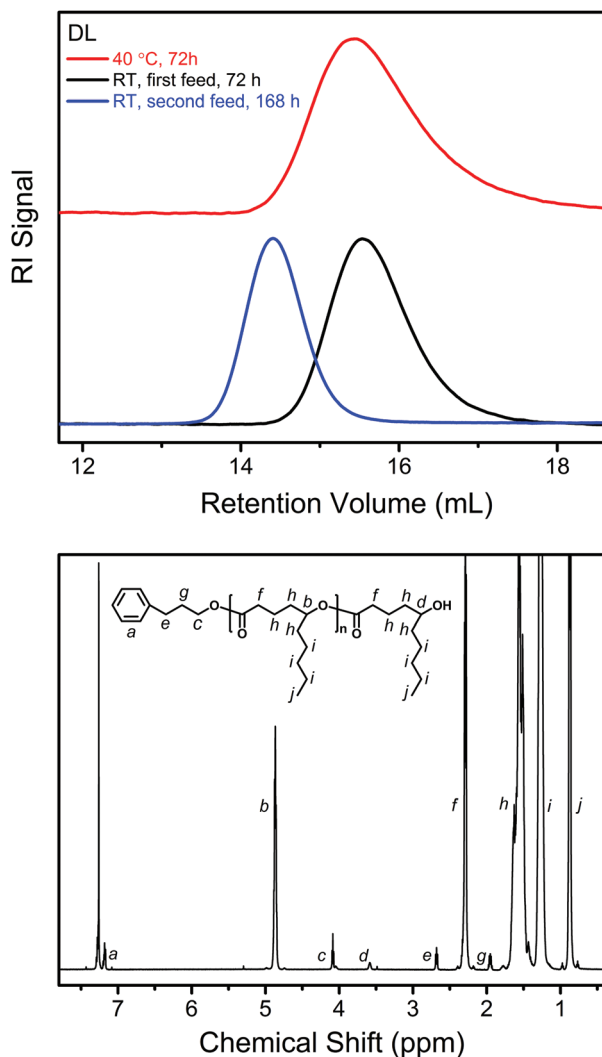 DL
40 °C, 72h
RT, first feed, 72 h
RT, second feed, 168 h
RI Signal
12 14 16 18
Retention Volume (mL)
g f h b f h d
O O O OH
a e c O h n O h
h i h i
i i
j i j i
b f h i j
a c d e g
7 6 5 4 3 2 1
Chemical Shift (ppm)